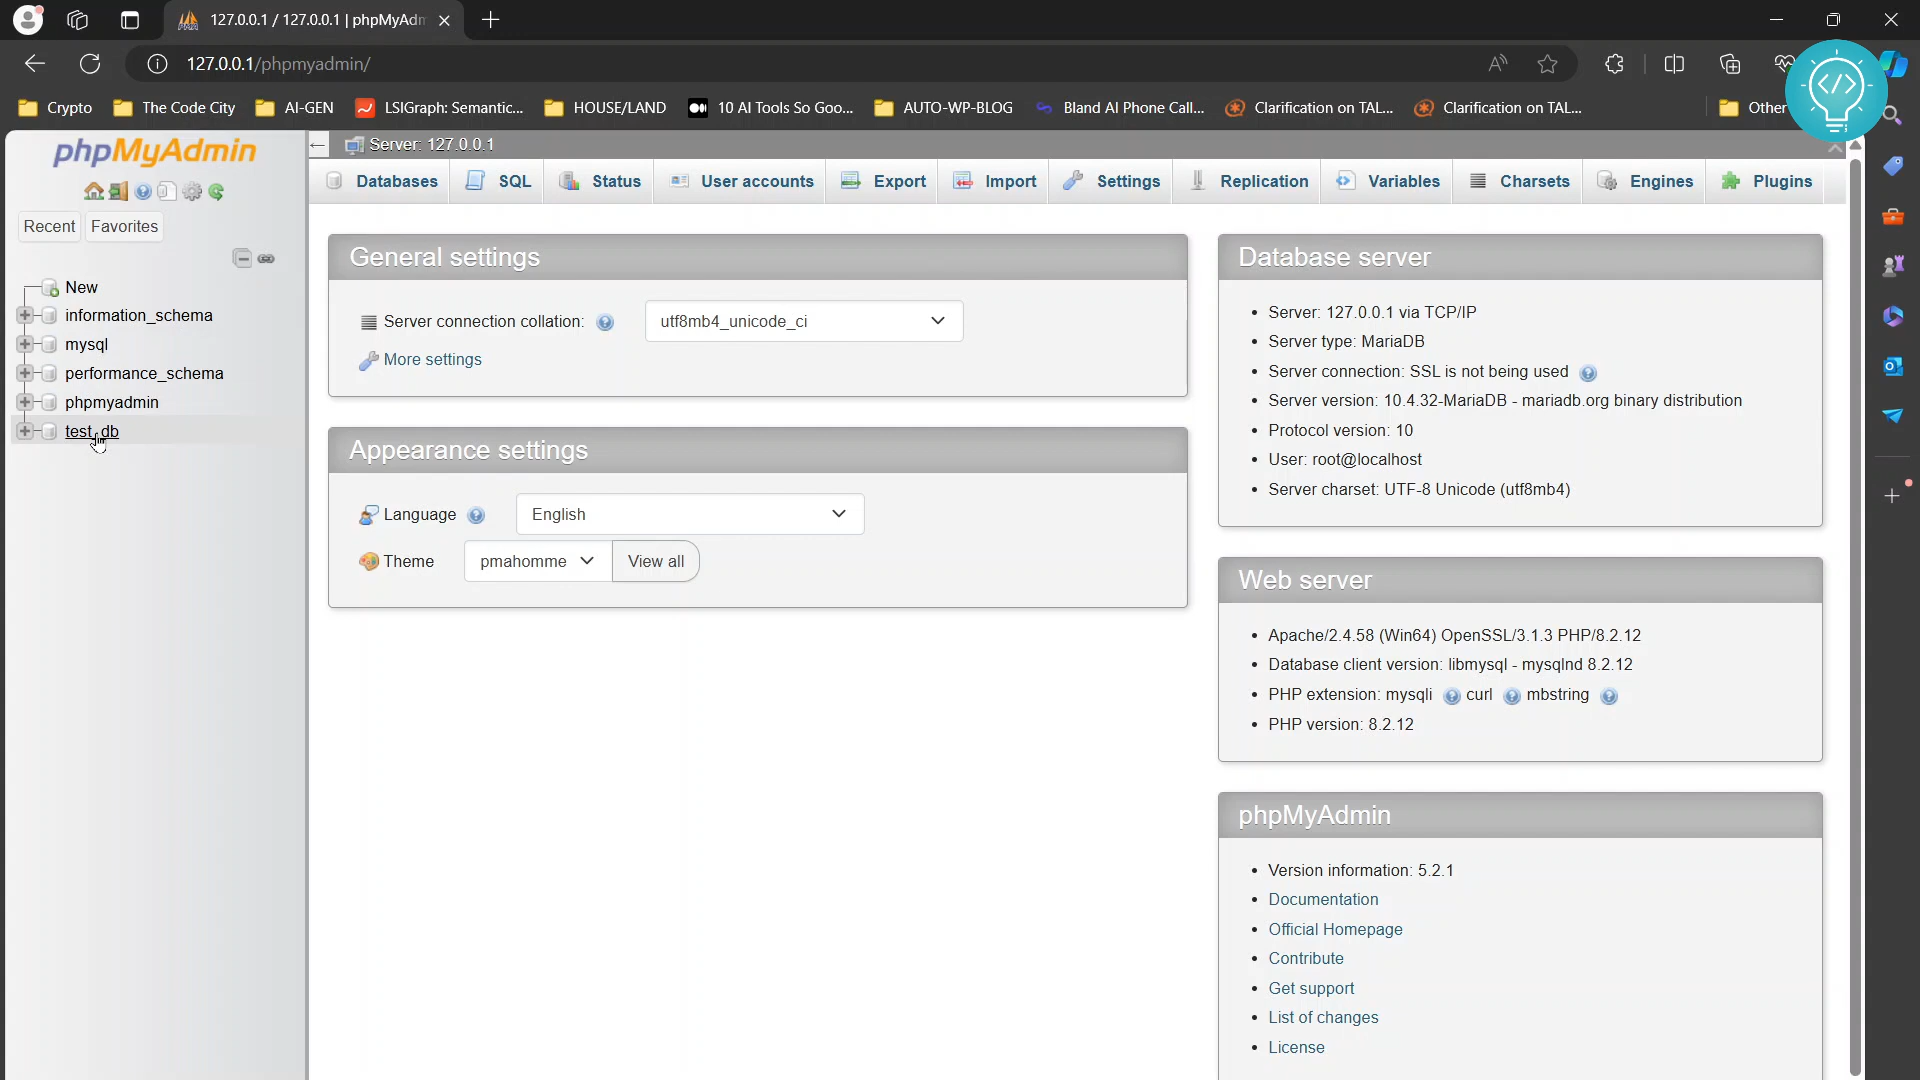 127.0.0.1 / 127.0.0.1 | phpMyAdm
127.0.0.1/phpmyadmin/
Crypto
The Code City
AI-GEN
LSIGraph: Semantic...
HOUSE/LAND
10 AI Tools So Goo...
AUTO-WP-BLOG
Bland AI Phone Call...
Clarification on TAL...
Clarification on TAL...
Other
phpMyAdmin
Recent
Favorites
New
information_schema
mysql
performance_schema
phpmyadmin
test_db
Server: 127.0.0.1
Databases
SQL
Status
User accounts
Export
Import
Settings
Replication
Variables
Charsets
Engines
Plugins
General settings
Server connection collation:
utf8mb4_unicode_ci
More settings
Appearance settings
Language
English
Theme
pmahomme
View all
Database server
• Server: 127.0.0.1 via TCP/IP
• Server type: MariaDB
• Server connection: SSL is not being used
• Server version: 10.4.32-MariaDB - mariadb.org binary distribution
• Protocol version: 10
• User: root@localhost
• Server charset: UTF-8 Unicode (utf8mb4)
Web server
• Apache/2.4.58 (Win64) OpenSSL/3.1.3 PHP/8.2.12
• Database client version: libmysql - mysqlnd 8.2.12
• PHP extension: mysqli curl mbstring
• PHP version: 8.2.12
phpMyAdmin
• Version information: 5.2.1
• Documentation
• Official Homepage
• Contribute
• Get support
• List of changes
• License